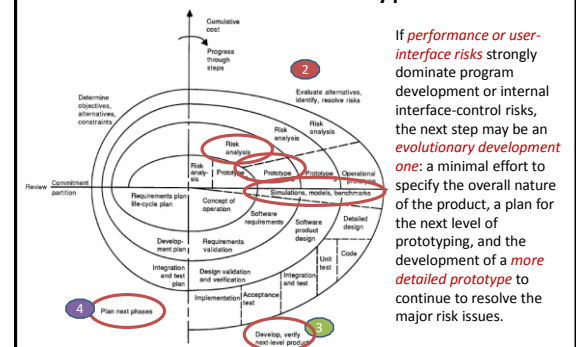 Cumulative
cost
Progress
through
steps
2
Evaluate alternatives,
identify, resolve risks
Determine
objectives,
alternatives,
constraints
Risk
analysis
Risk
analysis
Risk
analysis
Risk
analy-
sis
Prototype
Prototype
Prototype
Operational
Simulations, models, benchmarks
Review
Commitment
partition
Requirements plan
life-cycle plan
Concept of
operation
Software
requirements
Software
product
design
Detailed
design
Develop-
ment plan
Requirements
validation
Code
Unit
test
Integration
and test
plan
Design validation
and verification
Integration
and test
Acceptance
test
Implementation
4
Plan next phases
3
Develop, verify
next-level product
If performance or user-
interface risks strongly
dominate program
development or internal
interface-control risks,
the next step may be an
evolutionary development
one: a minimal effort to
specify the overall nature
of the product, a plan for
the next level of
prototyping, and the
development of a more
detailed prototype to
continue to resolve the
major risk issues.